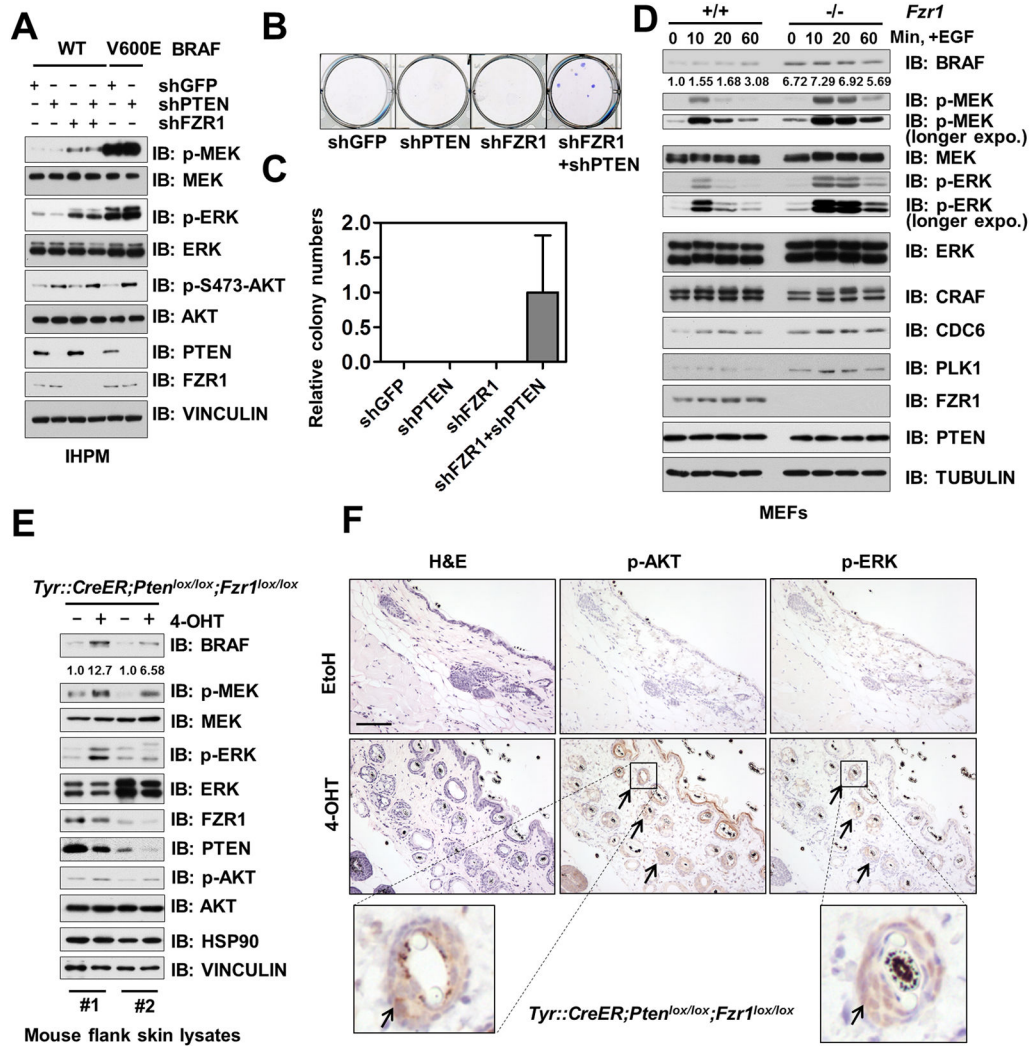 A
WT V600E BRAF
+ - - - + - shGFP
- + - + - + shPTEN
- - + + - - shFZR1
IB: p-MEK
IB: MEK
IB: p-ERK
IB: ERK
IB: p-S473-AKT
IB: AKT
IB: PTEN
IB: FZR1
IB: VINCULIN
IHPM
B
shGFP shPTEN shFZR1 shFZR1
+shPTEN
C
Relative colony numbers
2.0
1.5
1.0
0.5
0.0
shGFP
shPTEN
shFZR1
shFZR1+shPTEN
D
+/+ -/- Fzr1
0 10 20 60 0 10 20 60 Min, +EGF
IB: BRAF
1.0 1.55 1.68 3.08 6.72 7.29 6.92 5.69
IB: p-MEK
IB: p-MEK
(longer expo.)
IB: MEK
IB: p-ERK
IB: p-ERK
(longer expo.)
IB: ERK
IB: CRAF
IB: CDC6
IB: PLK1
IB: FZR1
IB: PTEN
IB: TUBULIN
MEFs
E
Tyr::CreER;Ptenlox/lox;Fzr1lox/lox
- + - + 4-OHT
IB: BRAF
1.0 12.7 1.0 6.58
IB: p-MEK
IB: MEK
IB: p-ERK
IB: ERK
IB: FZR1
IB: PTEN
IB: p-AKT
IB: AKT
IB: HSP90
IB: VINCULIN
#1 #2
Mouse flank skin lysates
F
H&E p-AKT p-ERK
EtoH
4-OHT
Tyr::CreER;Ptenlox/lox;Fzr1lox/lox